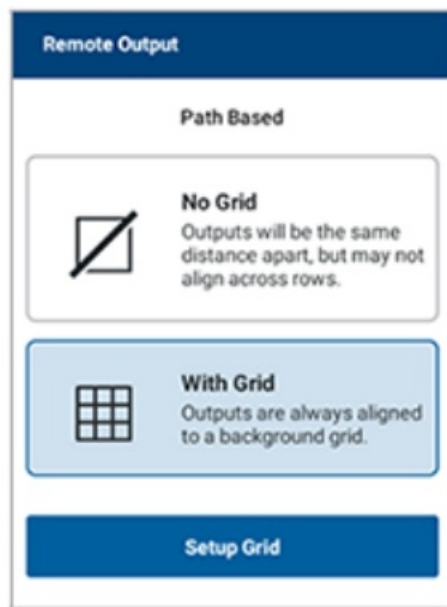 Remote Output
Path Based
No Grid
Outputs will be the same
distance apart, but may not
align across rows.
With Grid
Outputs are always aligned
to a background grid.
Setup Grid